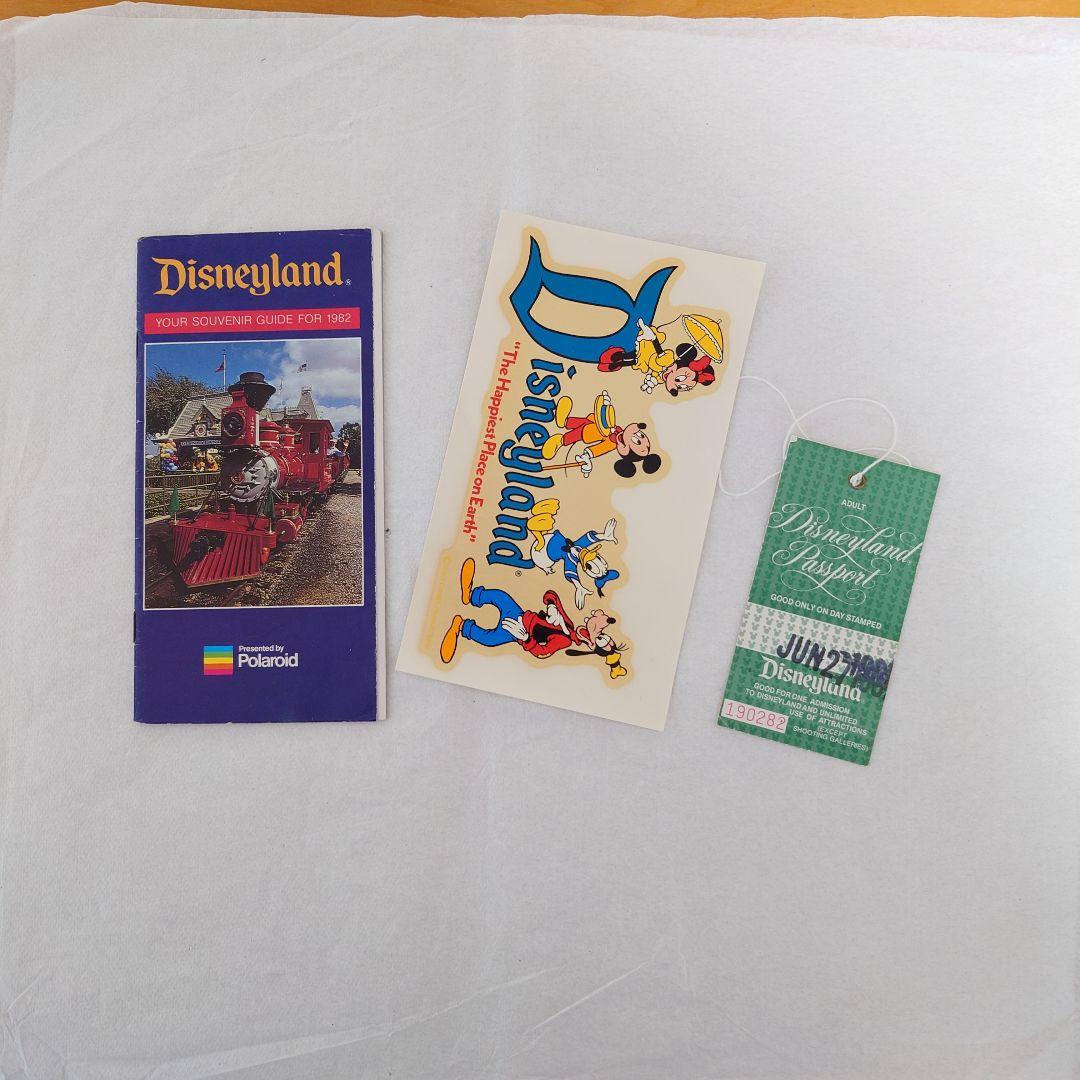 Disneyland®
YOUR SOUVENIR GUIDE FOR 1982
Presented by
Polaroid
Disneyland®
"The Happiest Place on Earth"
ADULT
Disneyland
Passport
GOOD ONLY ON DAY STAMPED
JUN 23
Disneyland
GOOD FOR ONE ADMISSION
TO DISNEYLAND AND UNLIMITED
USE OF ATTRACTIONS
(EXCEPT
SHOOTING GALLERIES)
190282